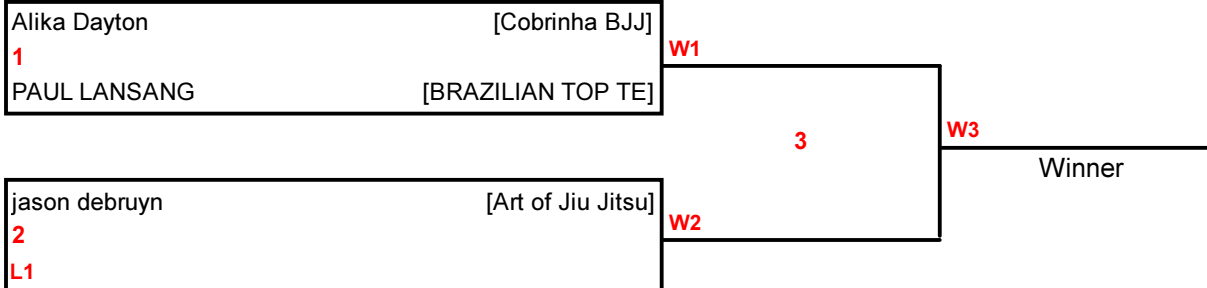 Alika Dayton [Cobrinha BJJ]
1
PAUL LANSANG [BRAZILIAN TOP TE]
W1
3
W3
Winner
jason debruyn [Art of Jiu Jitsu]
2
L1
W2